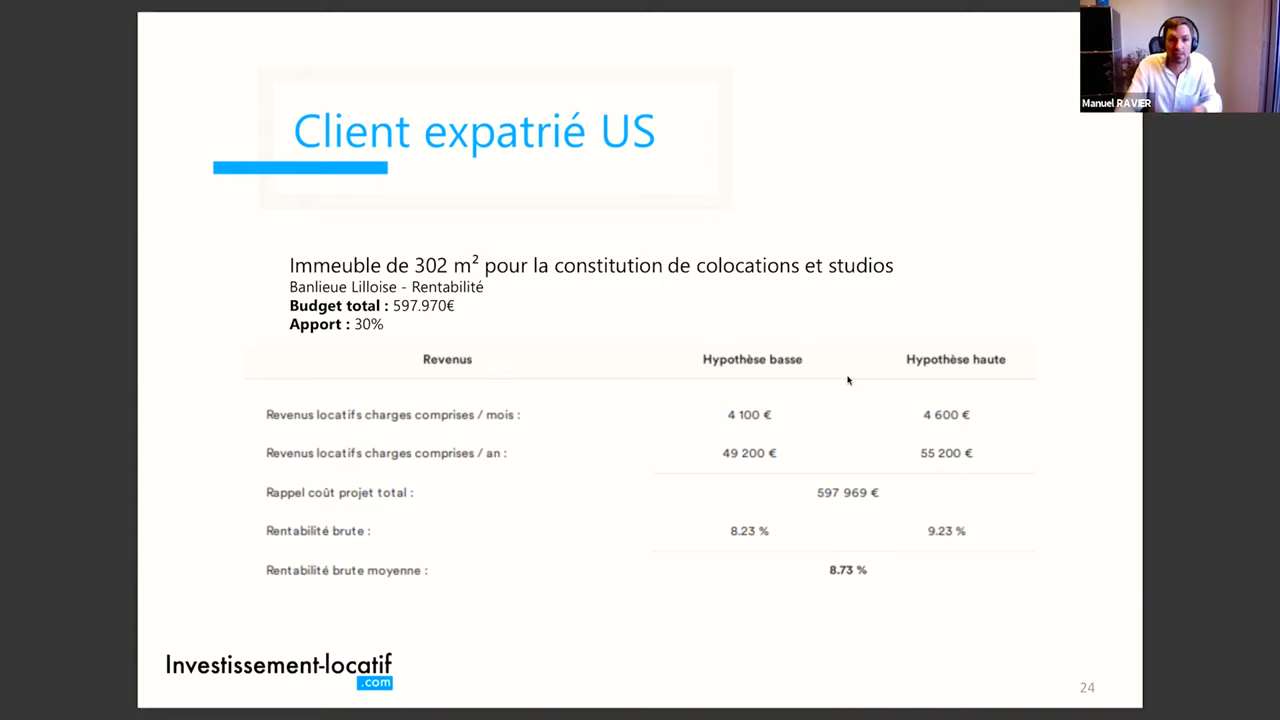 Manuel RAVIER
Client expatrié US
Immeuble de 302 m² pour la constitution de colocations et studios
Banlieue Lilloise - Rentabilité
Budget total : 597.970€
Apport : 30%
Revenus Hypothèse basse Hypothèse haute
Revenus locatifs charges comprises / mois : 4 100 € 4 600 €
Revenus locatifs charges comprises / an : 49 200 € 55 200 €
Rappel coût projet total : 597 969 €
Rentabilité brute : 8.23 % 9.23 %
Rentabilité brute moyenne : 8.73 %
Investissement-locatif
.com
24